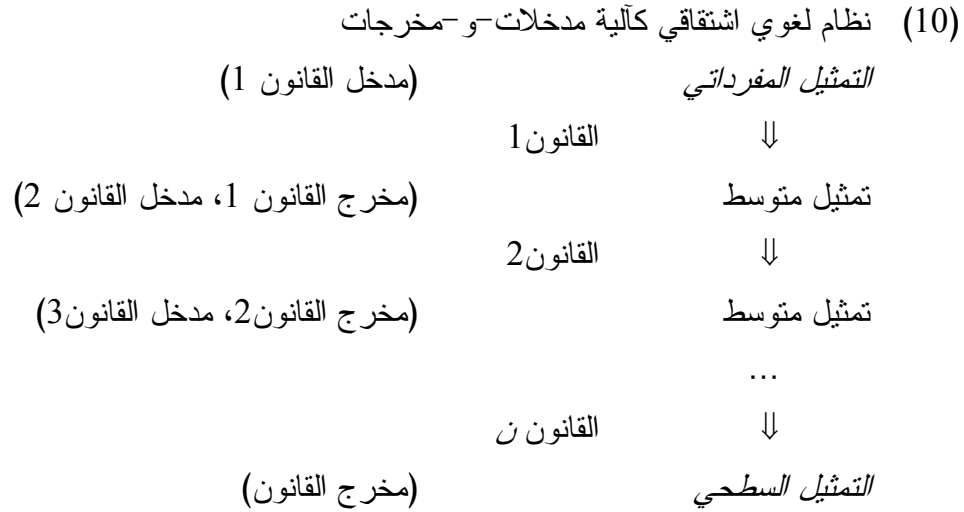 (10) نظام لغوي اشتقاقي كآلية مدخلات-و-مخرجات
التمثيل المفرداتي (مدخل القانون 1)
⇓ القانون1
تمثيل متوسط (مخرج القانون 1، مدخل القانون 2)
⇓ القانون2
تمثيل متوسط (مخرج القانون2، مدخل القانون3)
...
⇓ القانون ن
التمثيل السطحي (مخرج القانون)